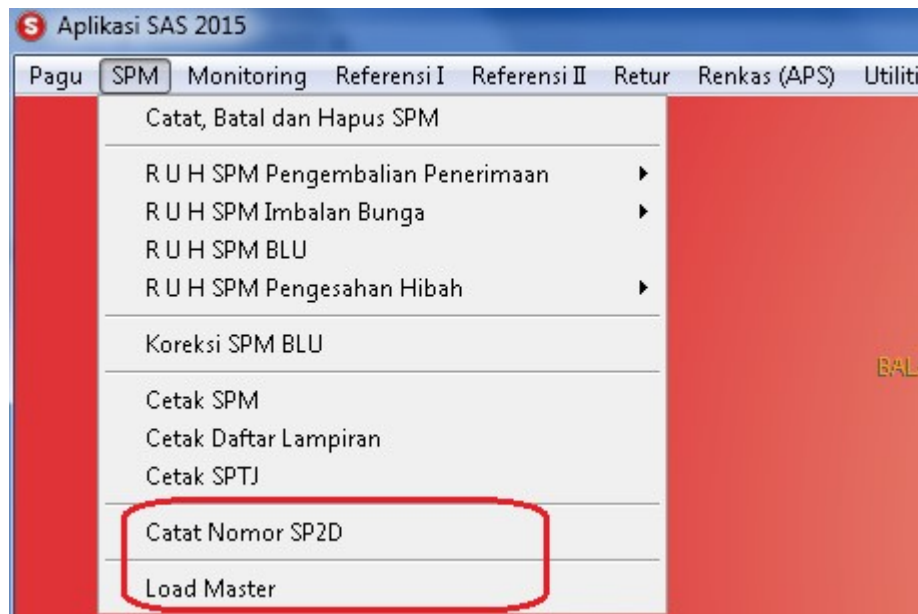 S Aplikasi SAS 2015
Pagu SPM Monitoring Referensi I Referensi II Retur Renkas (APS) Utiliti
Catat, Batal dan Hapus SPM
R U H SPM Pengembalian Penerimaan
R U H SPM Imbalan Bunga
R U H SPM BLU
R U H SPM Pengesahan Hibah
Koreksi SPM BLU
BAL
Cetak SPM
Cetak Daftar Lampiran
Cetak SPTJ
Catat Nomor SP2D
Load Master